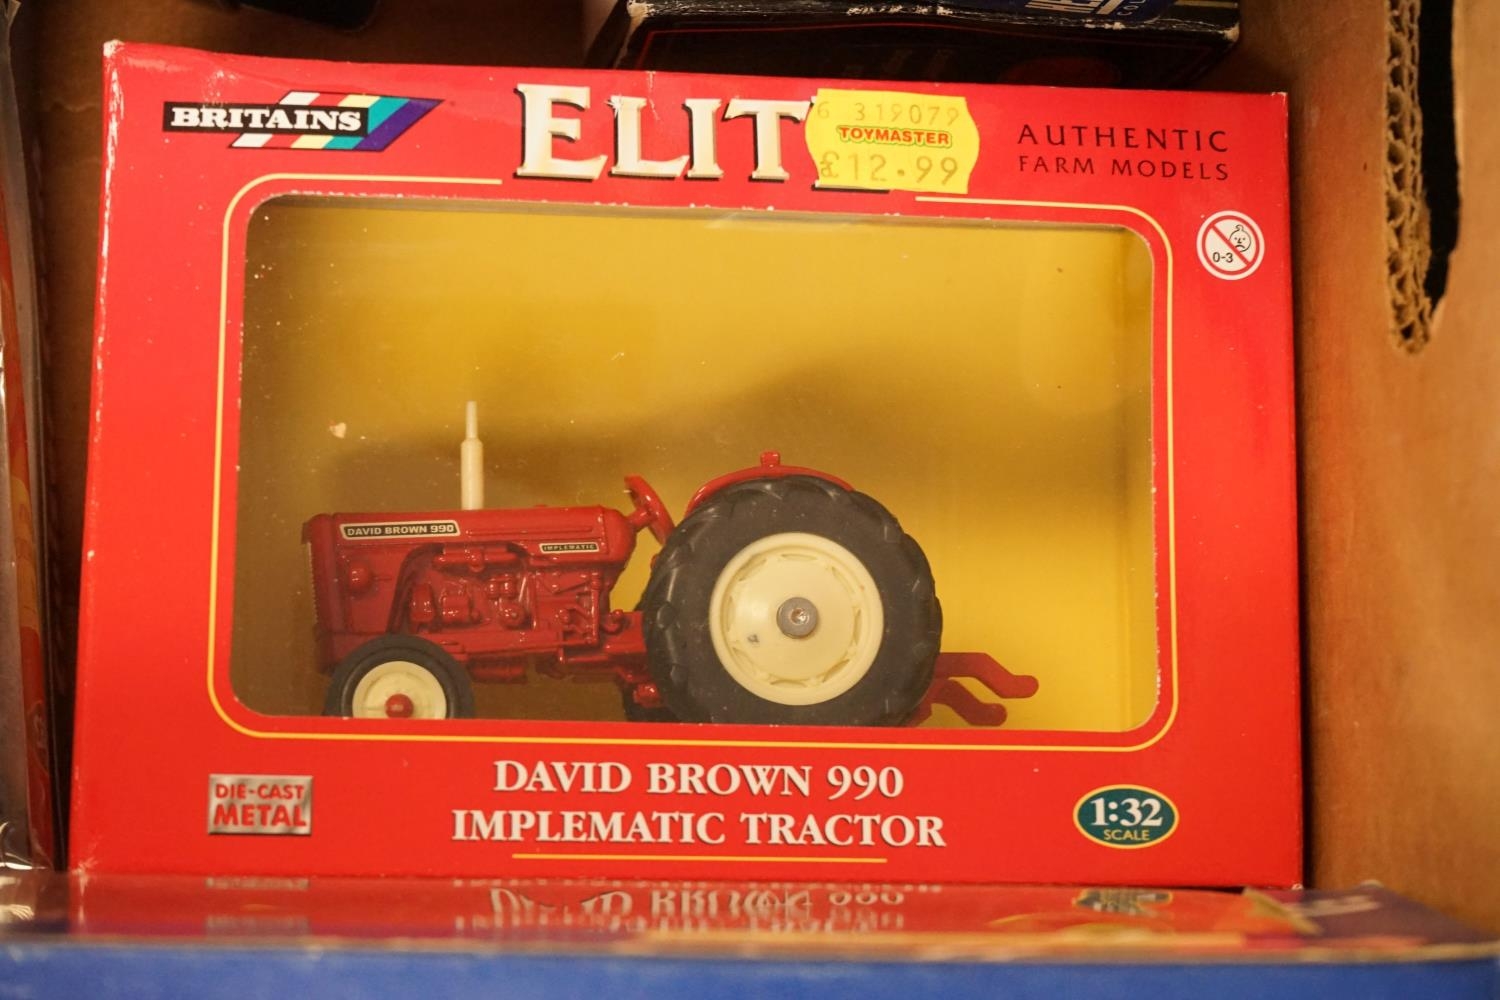 BRITAINS
ELIT
6 319079
TOYMASTER
£12.99
AUTHENTIC
FARM MODELS
0-3
DAVID BROWN 990
IMPLEMATIC
DIE-CAST
METAL
DAVID BROWN 990
IMPLEMATIC TRACTOR
1:32
SCALE